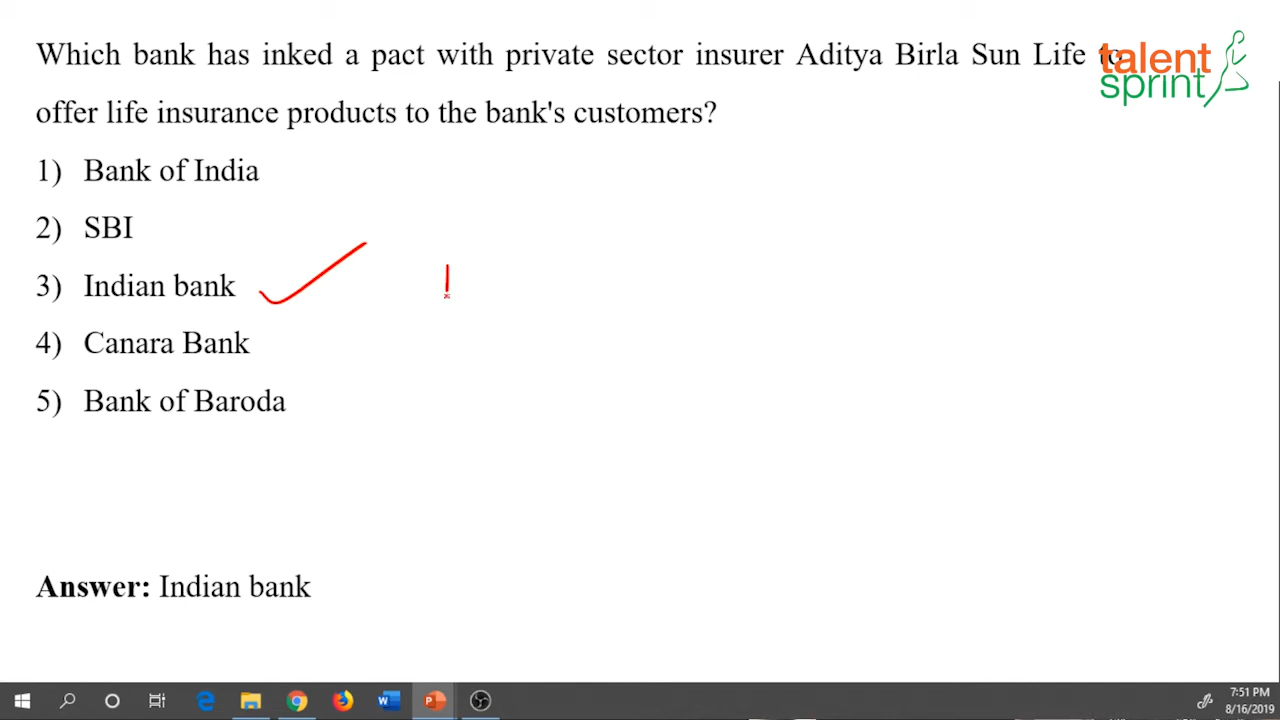 Which bank has inked a pact with private sector insurer Aditya Birla Sun Life to
talent
sprint
offer life insurance products to the bank's customers?
1) Bank of India
2) SBI
3) Indian bank
4) Canara Bank
5) Bank of Baroda
Answer: Indian bank
7:51 PM
8/16/2019